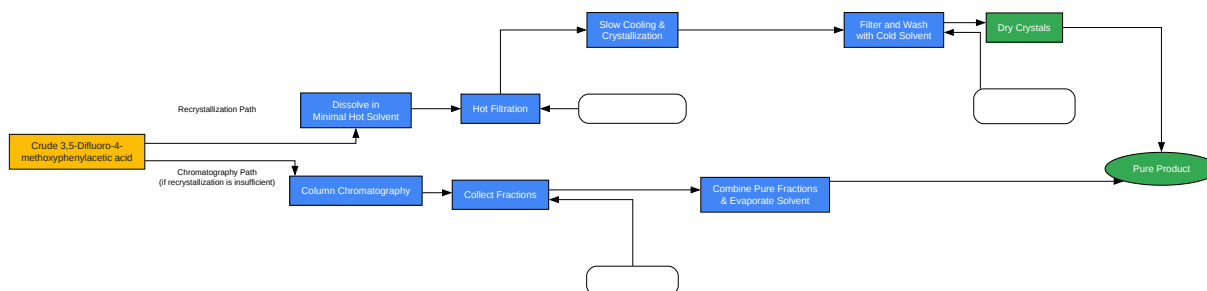 Slow Cooling &
Crystallization
Filter and Wash
with Cold Solvent
Dry Crystals
Recrystallization Path
Dissolve in
Minimal Hot Solvent
Hot Filtration
Crude 3,5-Difluoro-4-
methoxyphenylacetic acid
Chromatography Path
(if recrystallization is insufficient)
Column Chromatography
Collect Fractions
Combine Pure Fractions
& Evaporate Solvent
Pure Product